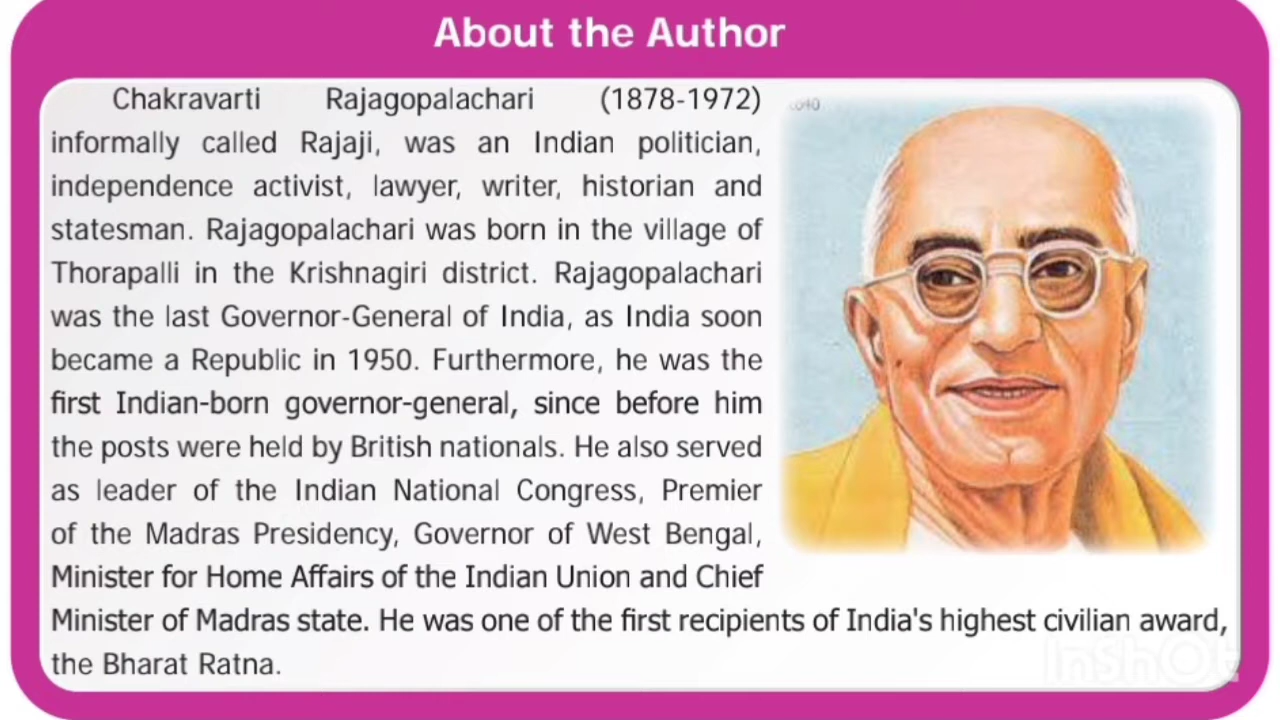 About the Author
Chakravarti Rajagopalachari (1878-1972)
informally called Rajaji, was an Indian politician,
independence activist, lawyer, writer, historian and
statesman. Rajagopalachari was born in the village of
Thorapalli in the Krishnagiri district. Rajagopalachari
was the last Governor-General of India, as India soon
became a Republic in 1950. Furthermore, he was the
first Indian-born governor-general, since before him
the posts were held by British nationals. He also served
as leader of the Indian National Congress, Premier
of the Madras Presidency, Governor of West Bengal,
Minister for Home Affairs of the Indian Union and Chief
Minister of Madras state. He was one of the first recipients of India's highest civilian award,
the Bharat Ratna.
InShOt